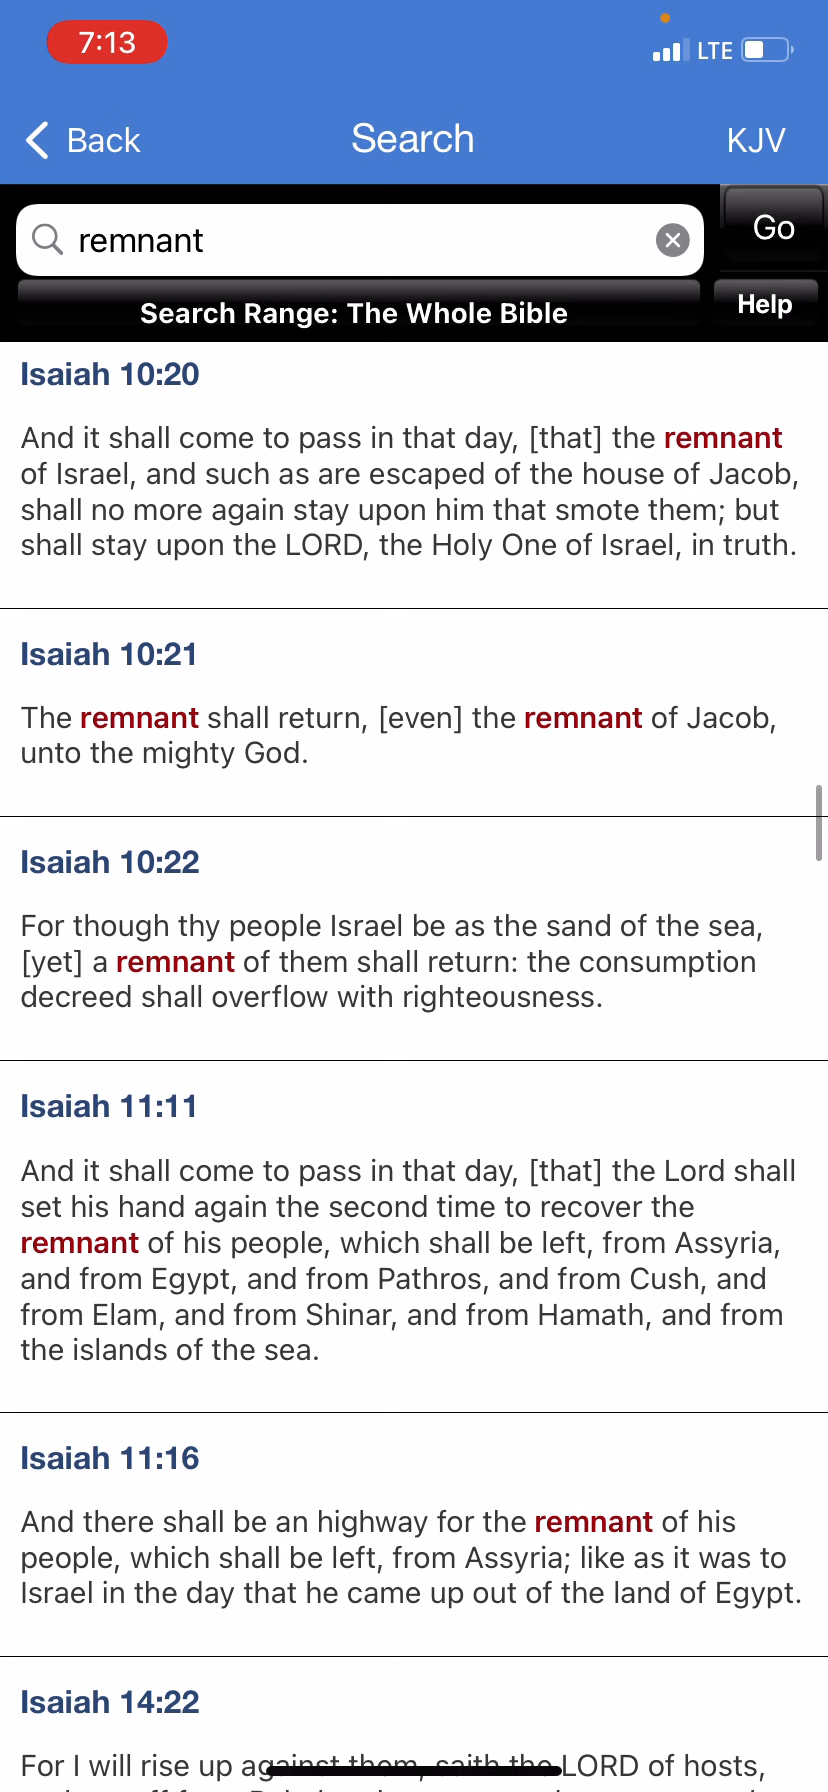 7:13
LTE
Back
Search
KJV
remnant
Go
Search Range: The Whole Bible
Help
Isaiah 10:20
And it shall come to pass in that day, [that] the remnant
of Israel, and such as are escaped of the house of Jacob,
shall no more again stay upon him that smote them; but
shall stay upon the LORD, the Holy One of Israel, in truth.
Isaiah 10:21
The remnant shall return, [even] the remnant of Jacob,
unto the mighty God.
Isaiah 10:22
For though thy people Israel be as the sand of the sea,
[yet] a remnant of them shall return: the consumption
decreed shall overflow with righteousness.
Isaiah 11:11
And it shall come to pass in that day, [that] the Lord shall
set his hand again the second time to recover the
remnant of his people, which shall be left, from Assyria,
and from Egypt, and from Pathros, and from Cush, and
from Elam, and from Shinar, and from Hamath, and from
the islands of the sea.
Isaiah 11:16
And there shall be an highway for the remnant of his
people, which shall be left, from Assyria; like as it was to
Israel in the day that he came up out of the land of Egypt.
Isaiah 14:22
For I will rise up against them, saith the LORD of hosts,